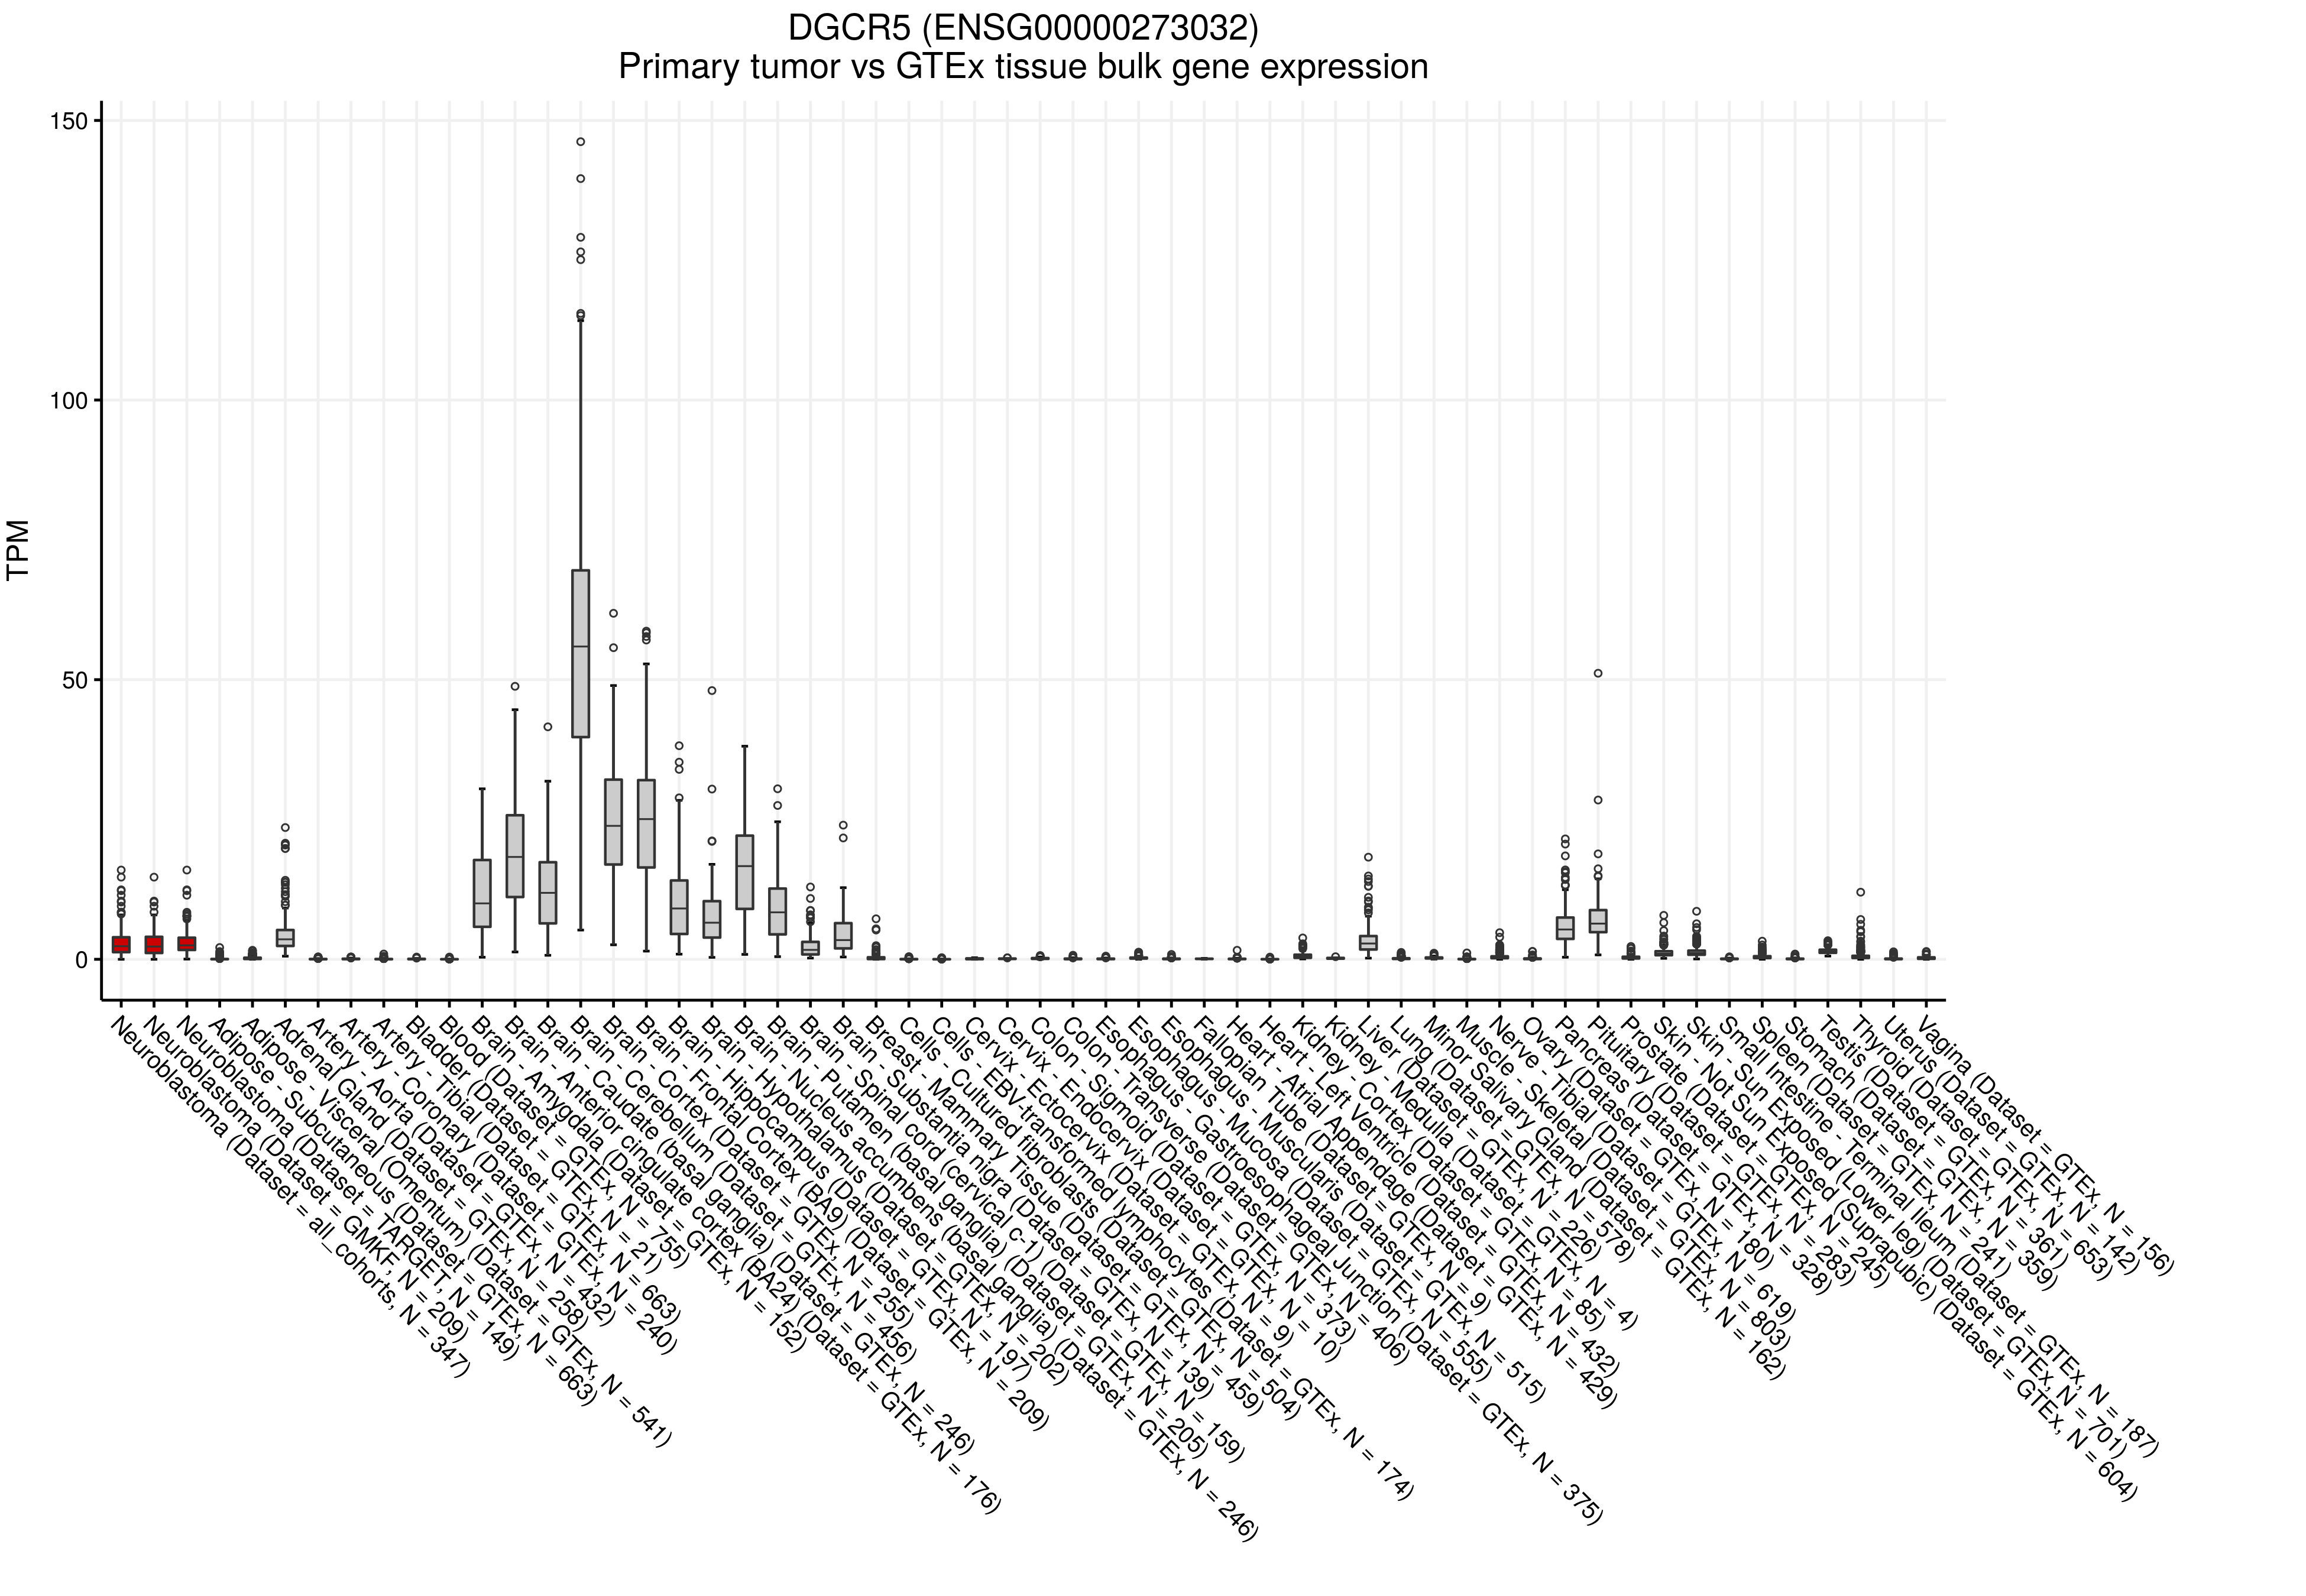 DGCR5 (ENSG00000273032)
Primary tumor vs GTEx tissue bulk gene expression
TPM
150
100
50
0
Neuroblastoma (Dataset = all_cohorts, N = 347)
Neuroblastoma (Dataset = GMKF, N = 209)
Neuroblastoma (Dataset = TARGET, N = 149)
Adipose - Subcutaneous (Dataset = GTEx, N = 663)
Adipose - Visceral (Omentum) (Dataset = GTEx, N = 541)
Adrenal Gland (Dataset = GTEx, N = 258)
Artery - Aorta (Dataset = GTEx, N = 432)
Artery - Coronary (Dataset = GTEx, N = 240)
Artery - Tibial (Dataset = GTEx, N = 663)
Bladder (Dataset = GTEx, N = 21)
Blood (Dataset = GTEx, N = 755)
Brain - Amygdala (Dataset = GTEx, N = 152)
Brain - Anterior cingulate cortex (BA24) (Dataset = GTEx, N = 176)
Brain - Caudate (basal ganglia) (Dataset = GTEx, N = 246)
Brain - Cerebellum (Dataset = GTEx, N = 456)
Brain - Cortex (Dataset = GTEx, N = 255)
Brain - Frontal Cortex (BA9) (Dataset = GTEx, N = 209)
Brain - Hippocampus (Dataset = GTEx, N = 197)
Brain - Hypothalamus (Dataset = GTEx, N = 202)
Brain - Nucleus accumbens (basal ganglia) (Dataset = GTEx, N = 246)
Brain - Putamen (basal ganglia) (Dataset = GTEx, N = 205)
Brain - Spinal cord (cervical c-1) (Dataset = GTEx, N = 159)
Brain - Substantia nigra (Dataset = GTEx, N = 139)
Breast - Mammary Tissue (Dataset = GTEx, N = 459)
Cells - Cultured fibroblasts (Dataset = GTEx, N = 504)
Cells - EBV-transformed lymphocytes (Dataset = GTEx, N = 174)
Cervix - Ectocervix (Dataset = GTEx, N = 9)
Cervix - Endocervix (Dataset = GTEx, N = 10)
Colon - Sigmoid (Dataset = GTEx, N = 373)
Colon - Transverse (Dataset = GTEx, N = 406)
Esophagus - Gastroesophageal Junction (Dataset = GTEx, N = 375)
Esophagus - Mucosa (Dataset = GTEx, N = 555)
Esophagus - Muscularis (Dataset = GTEx, N = 515)
Fallopian Tube (Dataset = GTEx, N = 9)
Heart - Atrial Appendage (Dataset = GTEx, N = 429)
Heart - Left Ventricle (Dataset = GTEx, N = 432)
Kidney - Cortex (Dataset = GTEx, N = 85)
Kidney - Medulla (Dataset = GTEx, N = 4)
Liver (Dataset = GTEx, N = 226)
Lung (Dataset = GTEx, N = 578)
Minor Salivary Gland (Dataset = GTEx, N = 162)
Muscle - Skeletal (Dataset = GTEx, N = 803)
Nerve - Tibial (Dataset = GTEx, N = 619)
Ovary (Dataset = GTEx, N = 180)
Pancreas (Dataset = GTEx, N = 328)
Pituitary (Dataset = GTEx, N = 283)
Prostate (Dataset = GTEx, N = 245)
Skin - Not Sun Exposed (Suprapubic) (Dataset = GTEx, N = 604)
Skin - Sun Exposed (Lower leg) (Dataset = GTEx, N = 701)
Small Intestine - Terminal Ileum (Dataset = GTEx, N = 187)
Spleen (Dataset = GTEx, N = 241)
Stomach (Dataset = GTEx, N = 359)
Testis (Dataset = GTEx, N = 361)
Thyroid (Dataset = GTEx, N = 653)
Uterus (Dataset = GTEx, N = 142)
Vagina (Dataset = GTEx, N = 156)